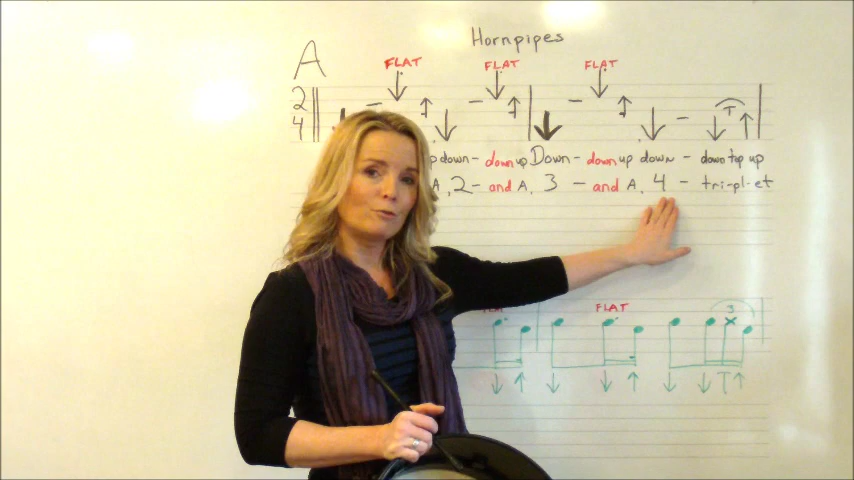 Hornpipes
A
FLAT FLAT FLAT
2
4
T
down - down up Down - down up down - down top up
A, 2 - and A, 3 - and A, 4 - tri-pl-et
FLAT
3
T